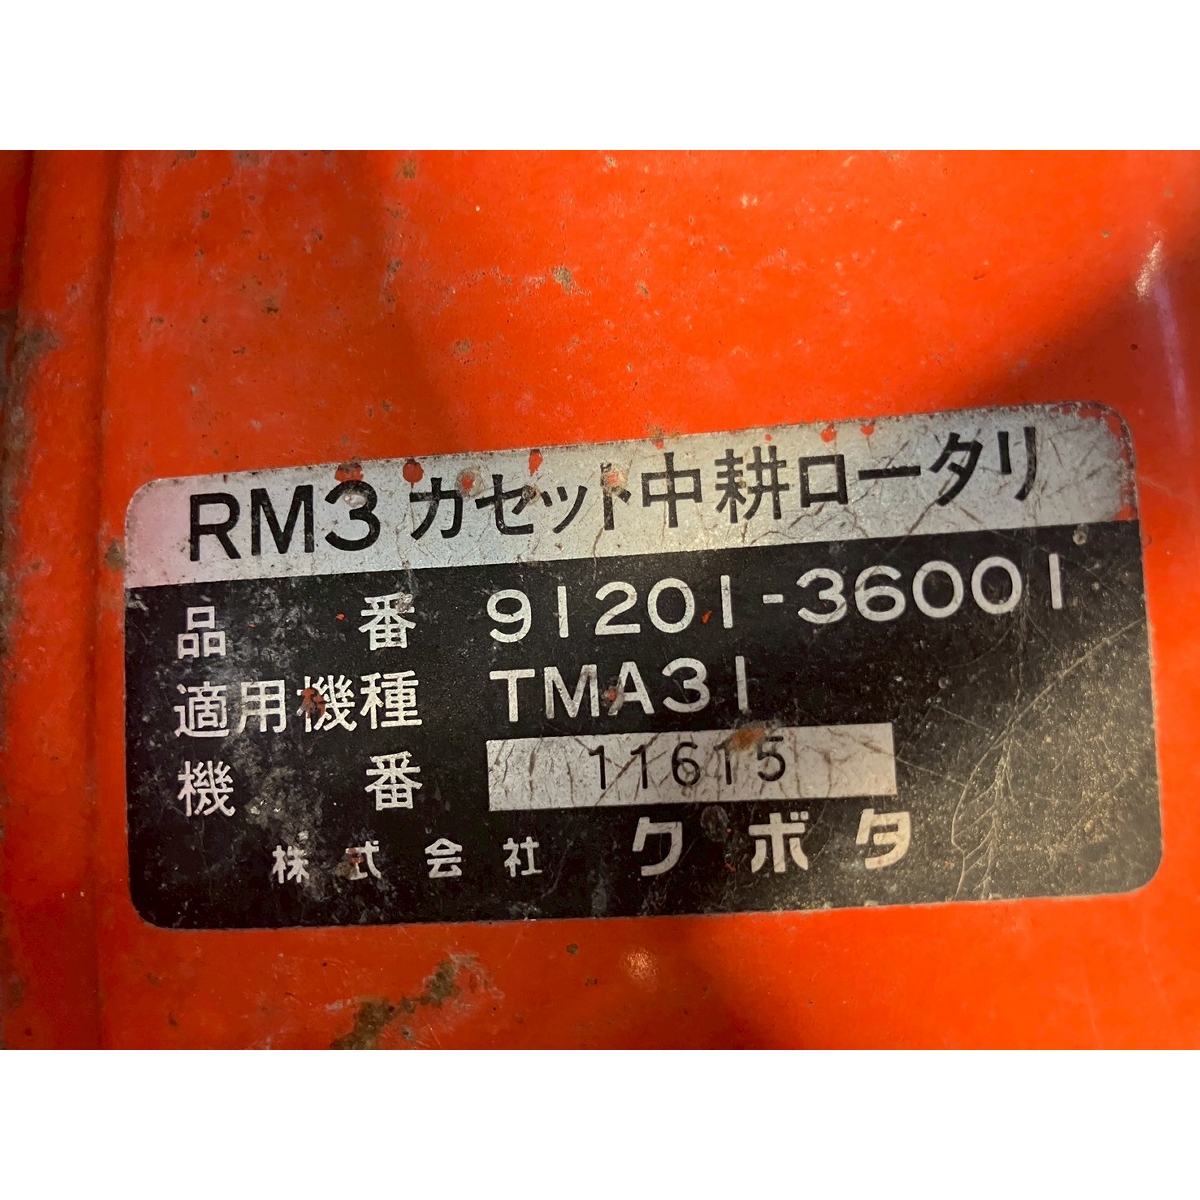 RM3 カセット中耕ロータリ
品番 91201-36001
適用機種 TMA31
機番 11615
株式会社 クボタ